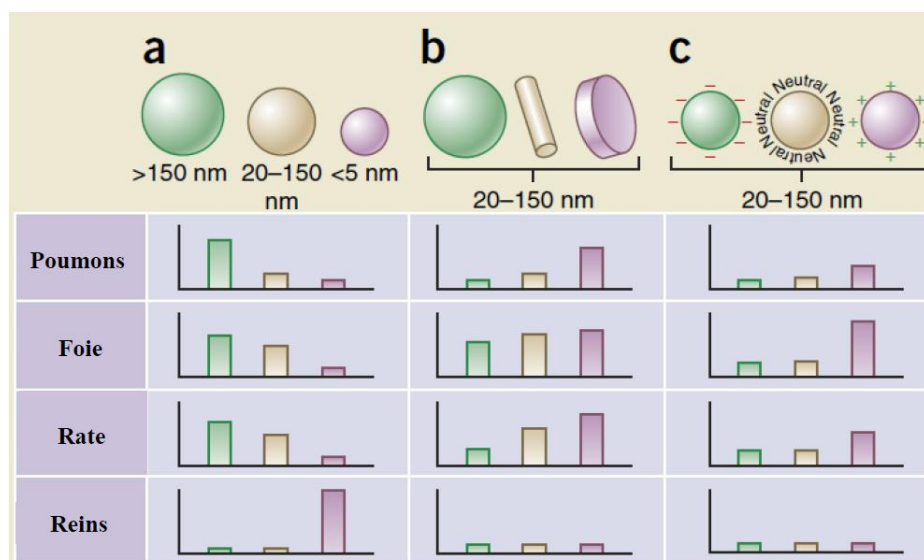 a
b
c
>150 nm
20–150
nm
<5 nm
20–150 nm
Neutral Neutral Neutral Neutral Neutral
20–150 nm
Poumons
Foie
Rate
Reins